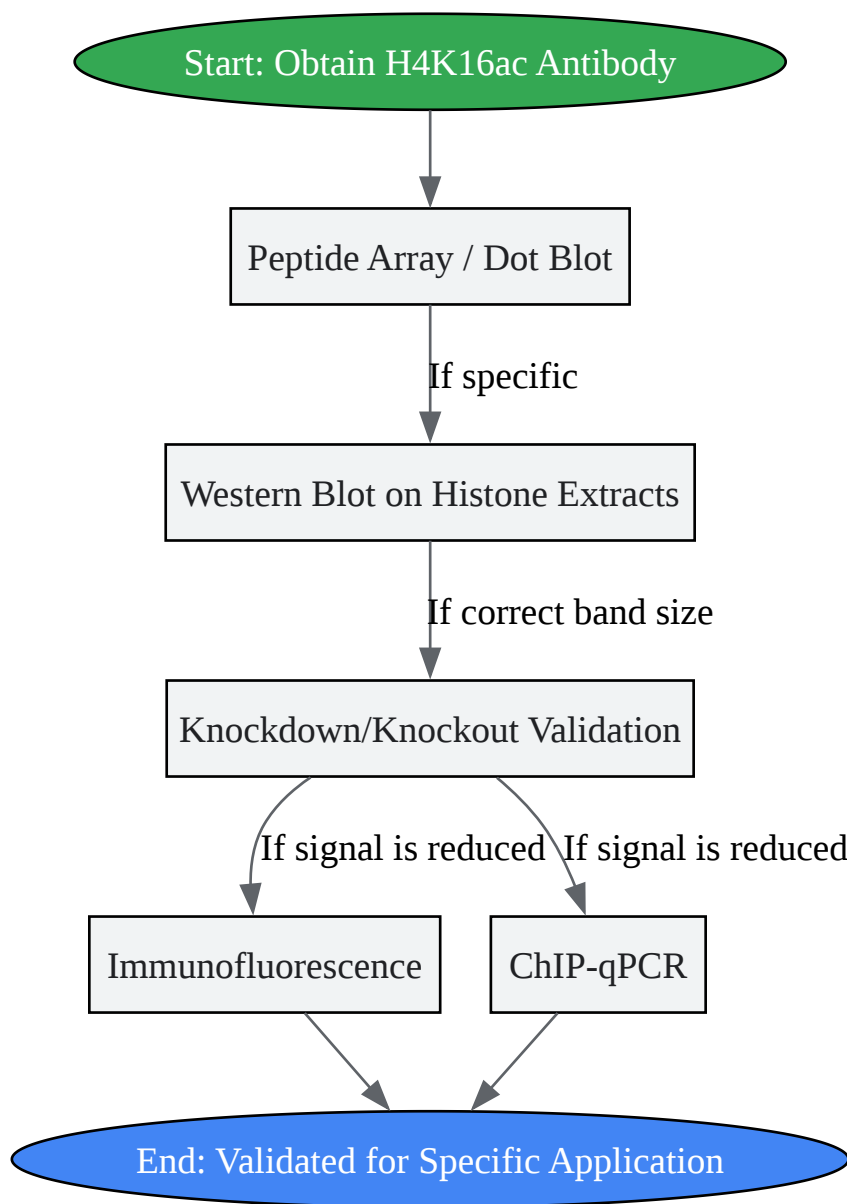 Start: Obtain H4K16ac Antibody
Peptide Array / Dot Blot
If specific
Western Blot on Histone Extracts
If correct band size
Knockdown/Knockout Validation
If signal is reduced
If signal is reduced
Immunofluorescence
ChIP-qPCR
End: Validated for Specific Application